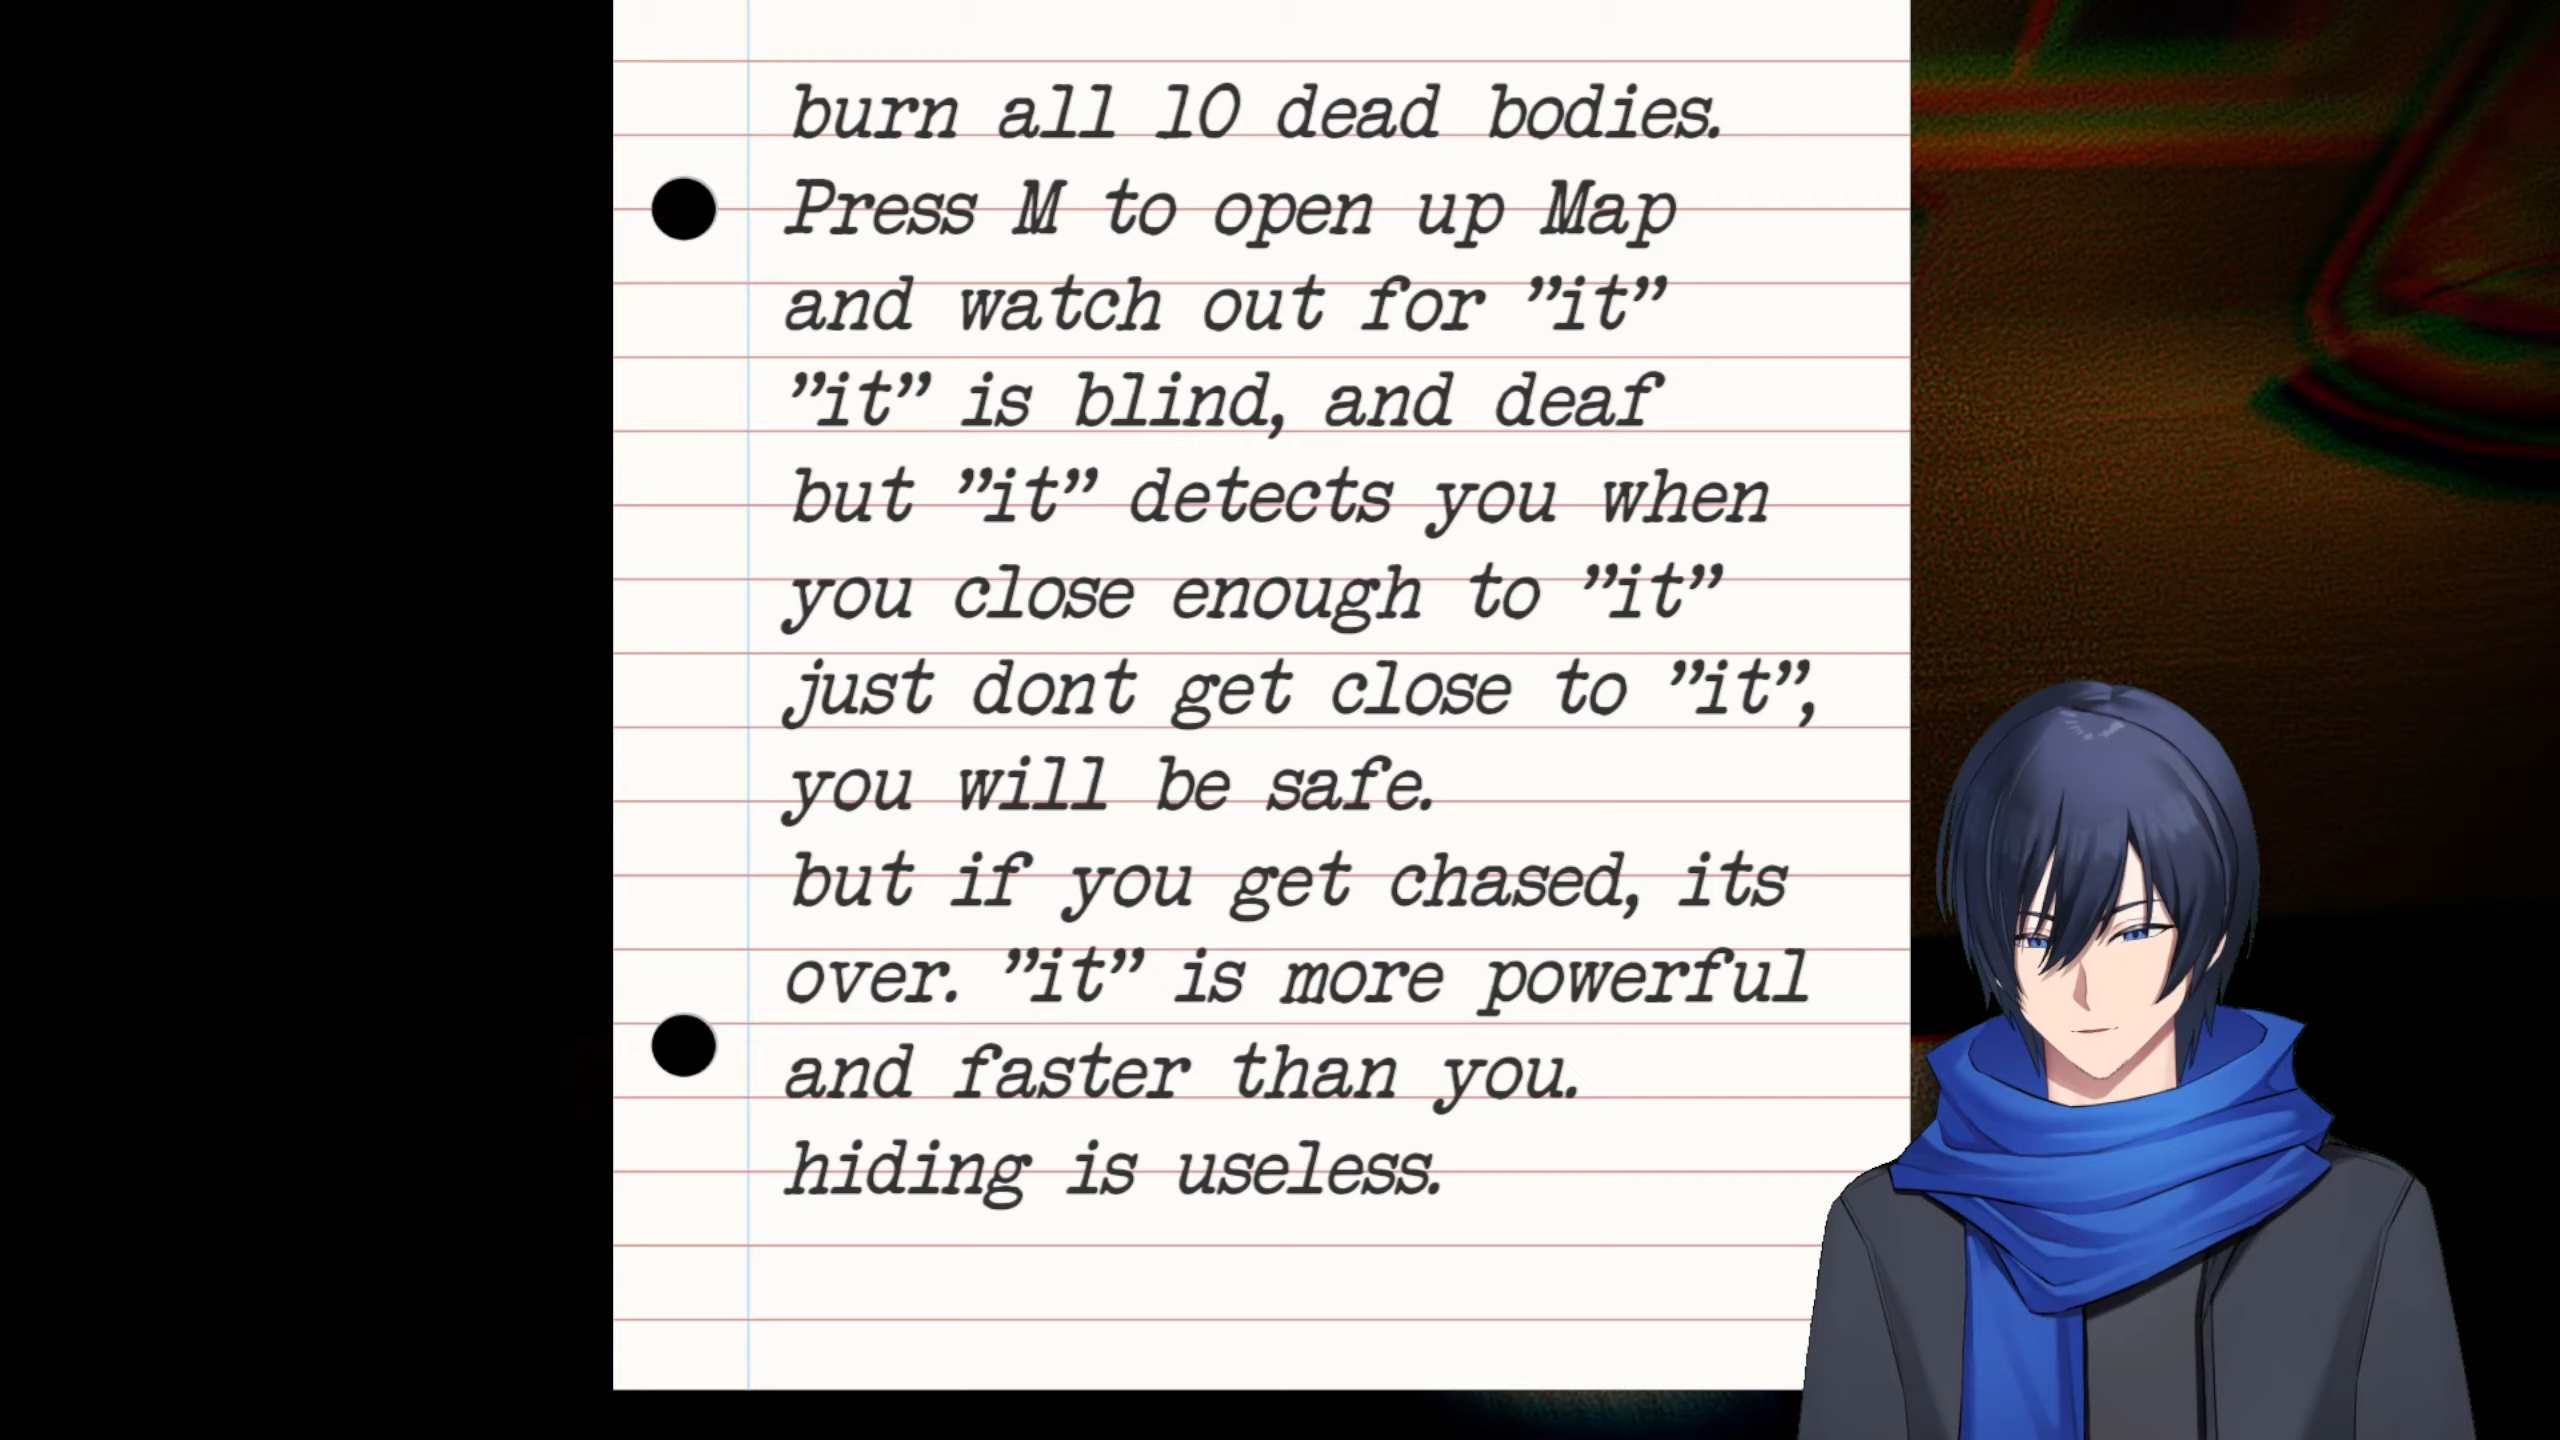 burn all 10 dead bodies.
Press M to open up Map
and watch out for ”it”
”it” is blind, and deaf
but ”it” detects you when
you close enough to ”it”
just dont get close to ”it”,
you will be safe.
but if you get chased, its
over. ”it” is more powerful
and faster than you.
hiding is useless.